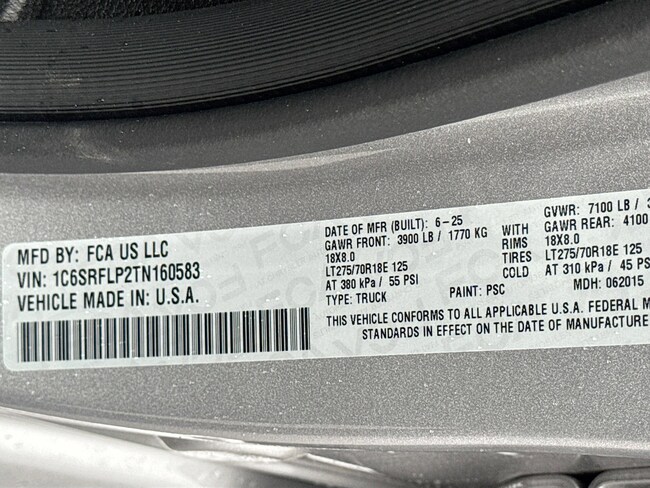 MFD BY: FCA US LLC
VIN: 1C6SRFLP2TN160583
VEHICLE MADE IN: U.S.A.
DATE OF MFR (BUILT): 6-25
GAWR FRONT: 3900 LB / 1770 KG
18X8.0
LT275/70R18E 125
AT 380 kPa / 55 PSI
TYPE: TRUCK
PAINT: PSC
WITH
RIMS
TIRES
COLD
GVWR: 7100 LB / 3
GAWR REAR: 4100
18X8.0
LT275/70R18E 125
AT 310 kPa / 45 PS
MDH: 062015
THIS VEHICLE CONFORMS TO ALL APPLICABLE U.S.A. FEDERAL M
STANDARDS IN EFFECT ON THE DATE OF MANUFACTURE